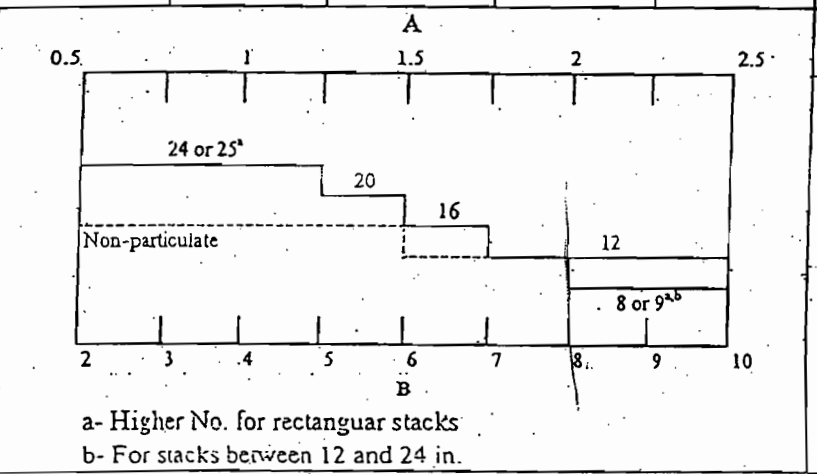 A
0.5 1 1.5 2 2.5
24 or 25ª
20
16
Non-particulate
12
8 or 9ª,ᵇ
2 3 4 5 6 7 8 9 10
B
a- Higher No. for rectanguar stacks
b- For stacks between 12 and 24 in.